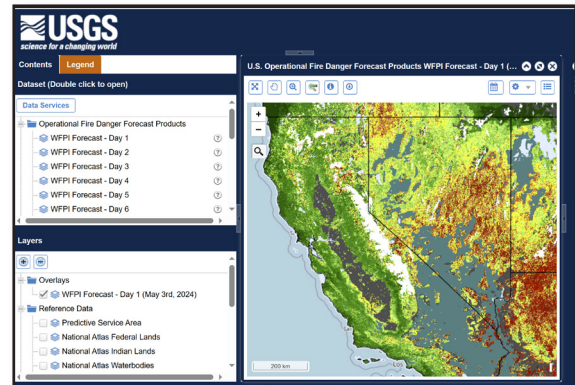 USGS
science for a changing world
Contents
Legend
Dataset (Double click to open)
Data Services
Operational Fire Danger Forecast Products
WFPI Forecast - Day 1
WFPI Forecast - Day 2
WFPI Forecast - Day 3
WFPI Forecast - Day 4
WFPI Forecast - Day 5
WFPI Forecast - Day 6
Layers
Overlays
WFPI Forecast - Day 1 (May 3rd, 2024)
Reference Data
Predictive Service Area
National Atlas Federal Lands
National Atlas Indian Lands
National Atlas Waterbodies
U.S. Operational Fire Danger Forecast Products WFPI Forecast - Day 1 (...
+
−
200 km
Los